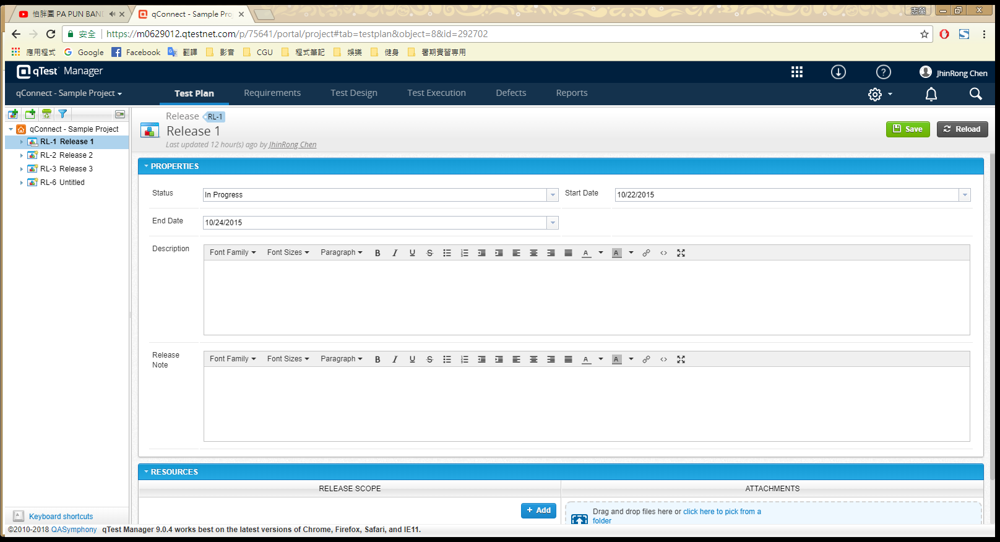 怕胖團 PA PUN BAN
qConnect - Sample Pro
志榮
安全 https://m0629012.qtestnet.com/p/75641/portal/project#tab=testplan&object=8&id=292702
應用程式 Google Facebook 翻譯 影音 CGU 程式筆記 娛樂 健身 暑期實習專用
qTest Manager
JhinRong Chen
qConnect - Sample Project Test Plan Requirements Test Design Test Execution Defects Reports
qConnect - Sample Project
RL-1 Release 1
RL-2 Release 2
RL-3 Release 3
RL-6 Untitled
Release RL-1
Release 1
Last updated 12 hour(s) ago by JhinRong Chen
Save Reload
PROPERTIES
Status In Progress Start Date 10/22/2015
End Date 10/24/2015
Description Font Family Font Sizes Paragraph B I U S A A
Release Note Font Family Font Sizes Paragraph B I U S A A
RESOURCES
RELEASE SCOPE ATTACHMENTS
+ Add
Drag and drop files here or click here to pick from a
folder
Keyboard shortcuts
©2010-2018 QASymphony qTest Manager 9.0.4 works best on the latest versions of Chrome, Firefox, Safari, and IE11.